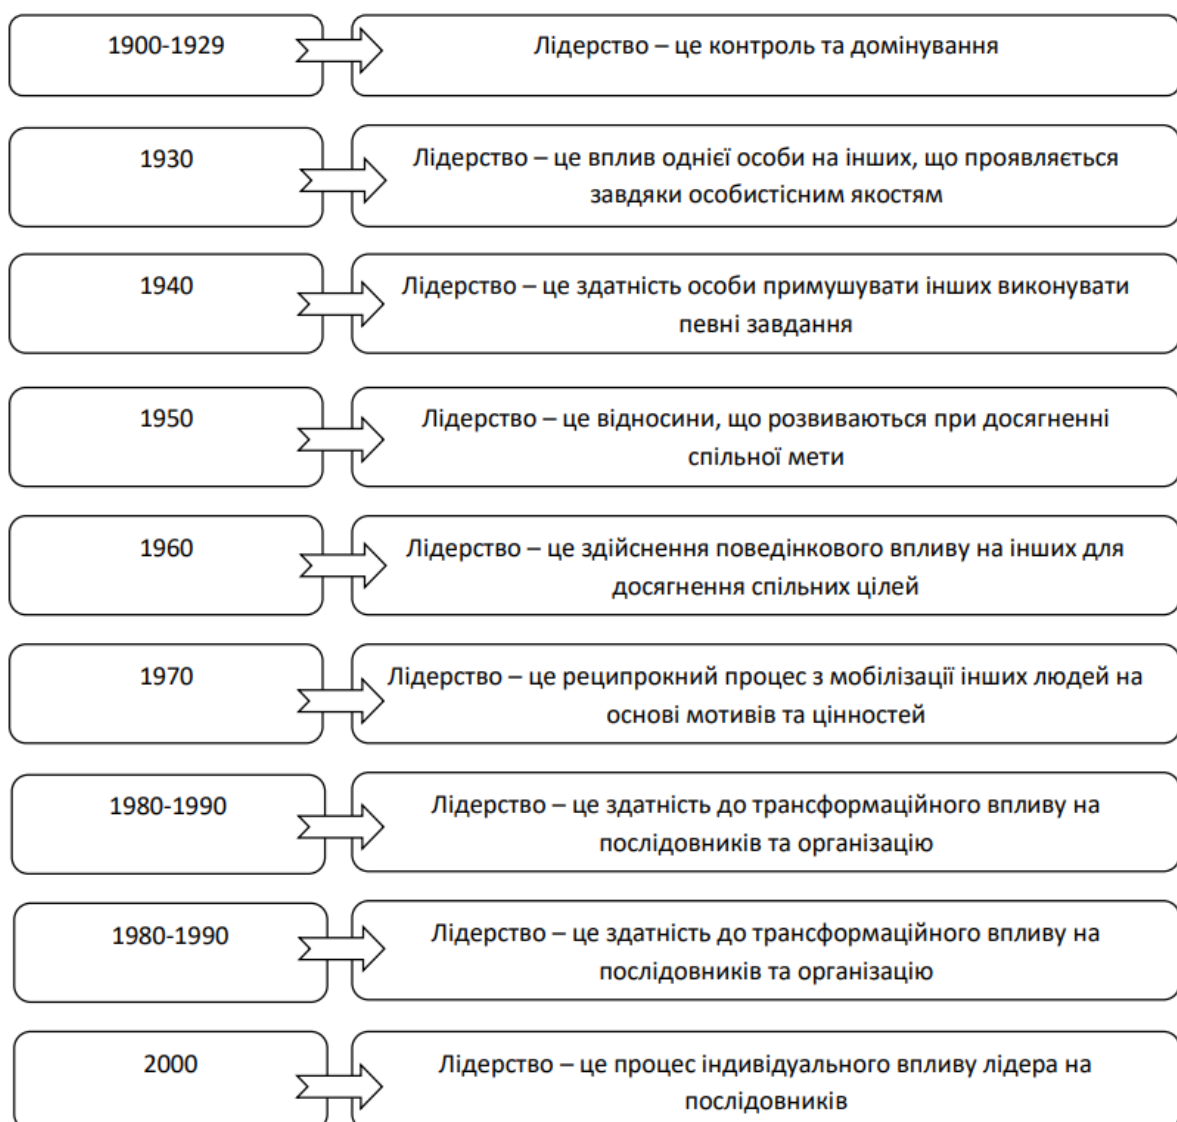 1900-1929
Лідерство – це контроль та домінування
1930
Лідерство – це вплив однієї особи на інших, що проявляється
завдяки особистісним якостям
1940
Лідерство – це здатність особи примушувати інших виконувати
певні завдання
1950
Лідерство – це відносини, що розвиваються при досягненні
спільної мети
1960
Лідерство – це здійснення поведінкового впливу на інших для
досягнення спільних цілей
1970
Лідерство – це реципрокний процес з мобілізації інших людей на
основі мотивів та цінностей
1980-1990
Лідерство – це здатність до трансформаційного впливу на
послідовників та організацію
1980-1990
Лідерство – це здатність до трансформаційного впливу на
послідовників та організацію
2000
Лідерство – це процес індивідуального впливу лідера на
послідовників